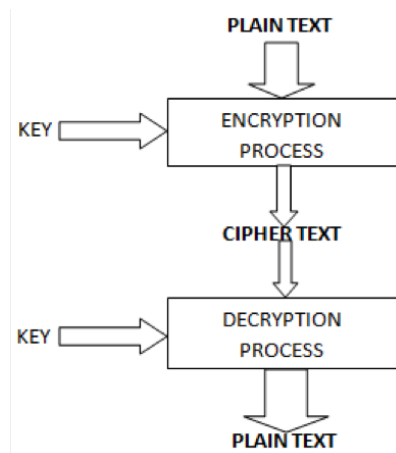 PLAIN TEXT
KEY
ENCRYPTION
PROCESS
CIPHER TEXT
KEY
DECRYPTION
PROCESS
PLAIN TEXT